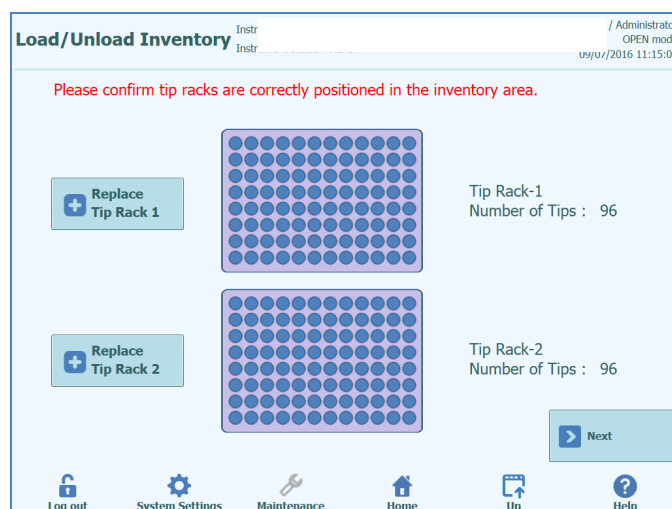 Load/Unload Inventory
Instr
/ Administrato
OPEN mod
Instr
09/07/2016 11:15:0
Please confirm tip racks are correctly positioned in the inventory area.
Replace
Tip Rack 1
Tip Rack-1
Number of Tips : 96
Replace
Tip Rack 2
Tip Rack-2
Number of Tips : 96
Next
Log out
System Settings
Maintenance
Home
Up
Help